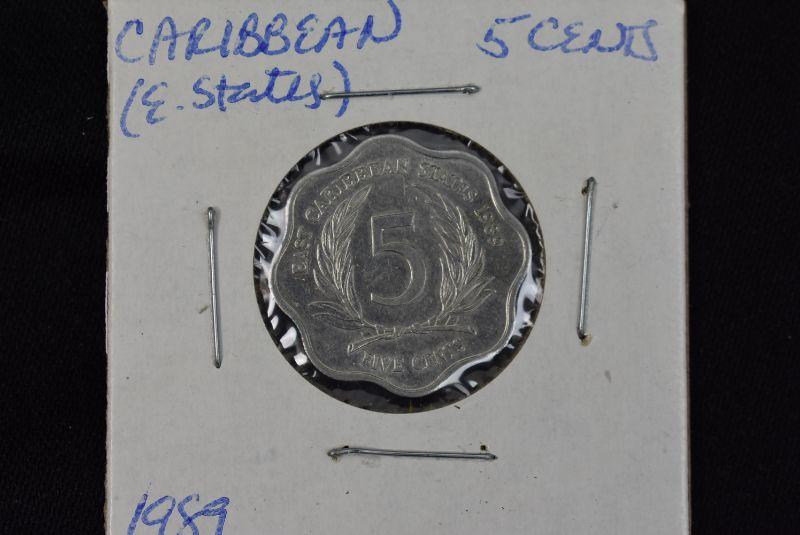 CARIBBEAN 5 CENTS
(E. States)
EAST CARIBBEAN STATES 1989
5
FIVE CENTS
1989